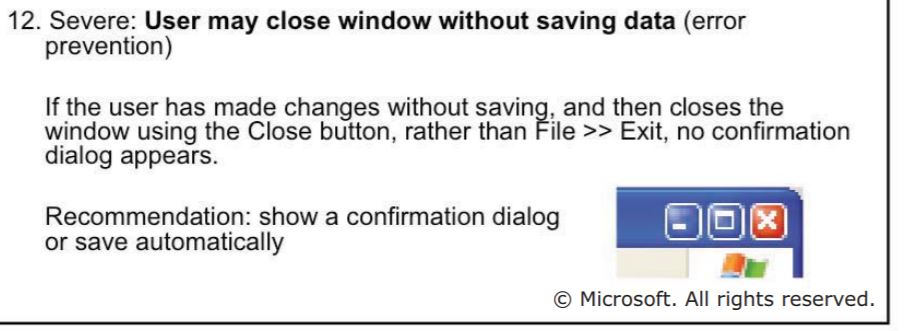 12. Severe: User may close window without saving data (error
prevention)
If the user has made changes without saving, and then closes the
window using the Close button, rather than File >> Exit, no confirmation
dialog appears.
Recommendation: show a confirmation dialog
or save automatically
© Microsoft. All rights reserved.